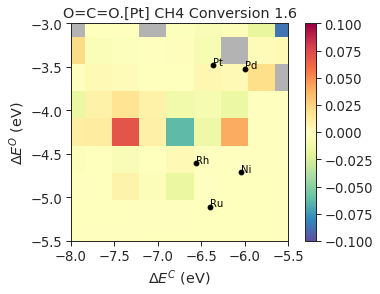 O=C=O.[Pt] CH4 Conversion 1.6
−3.0
−3.5
−4.0
−4.5
−5.0
−5.5
ΔE^O (eV)
Pt
Pd
Rh
Ni
Ru
−8.0 −7.5 −7.0 −6.5 −6.0 −5.5
ΔE^C (eV)
0.100
0.075
0.050
0.025
0.000
−0.025
−0.050
−0.075
−0.100